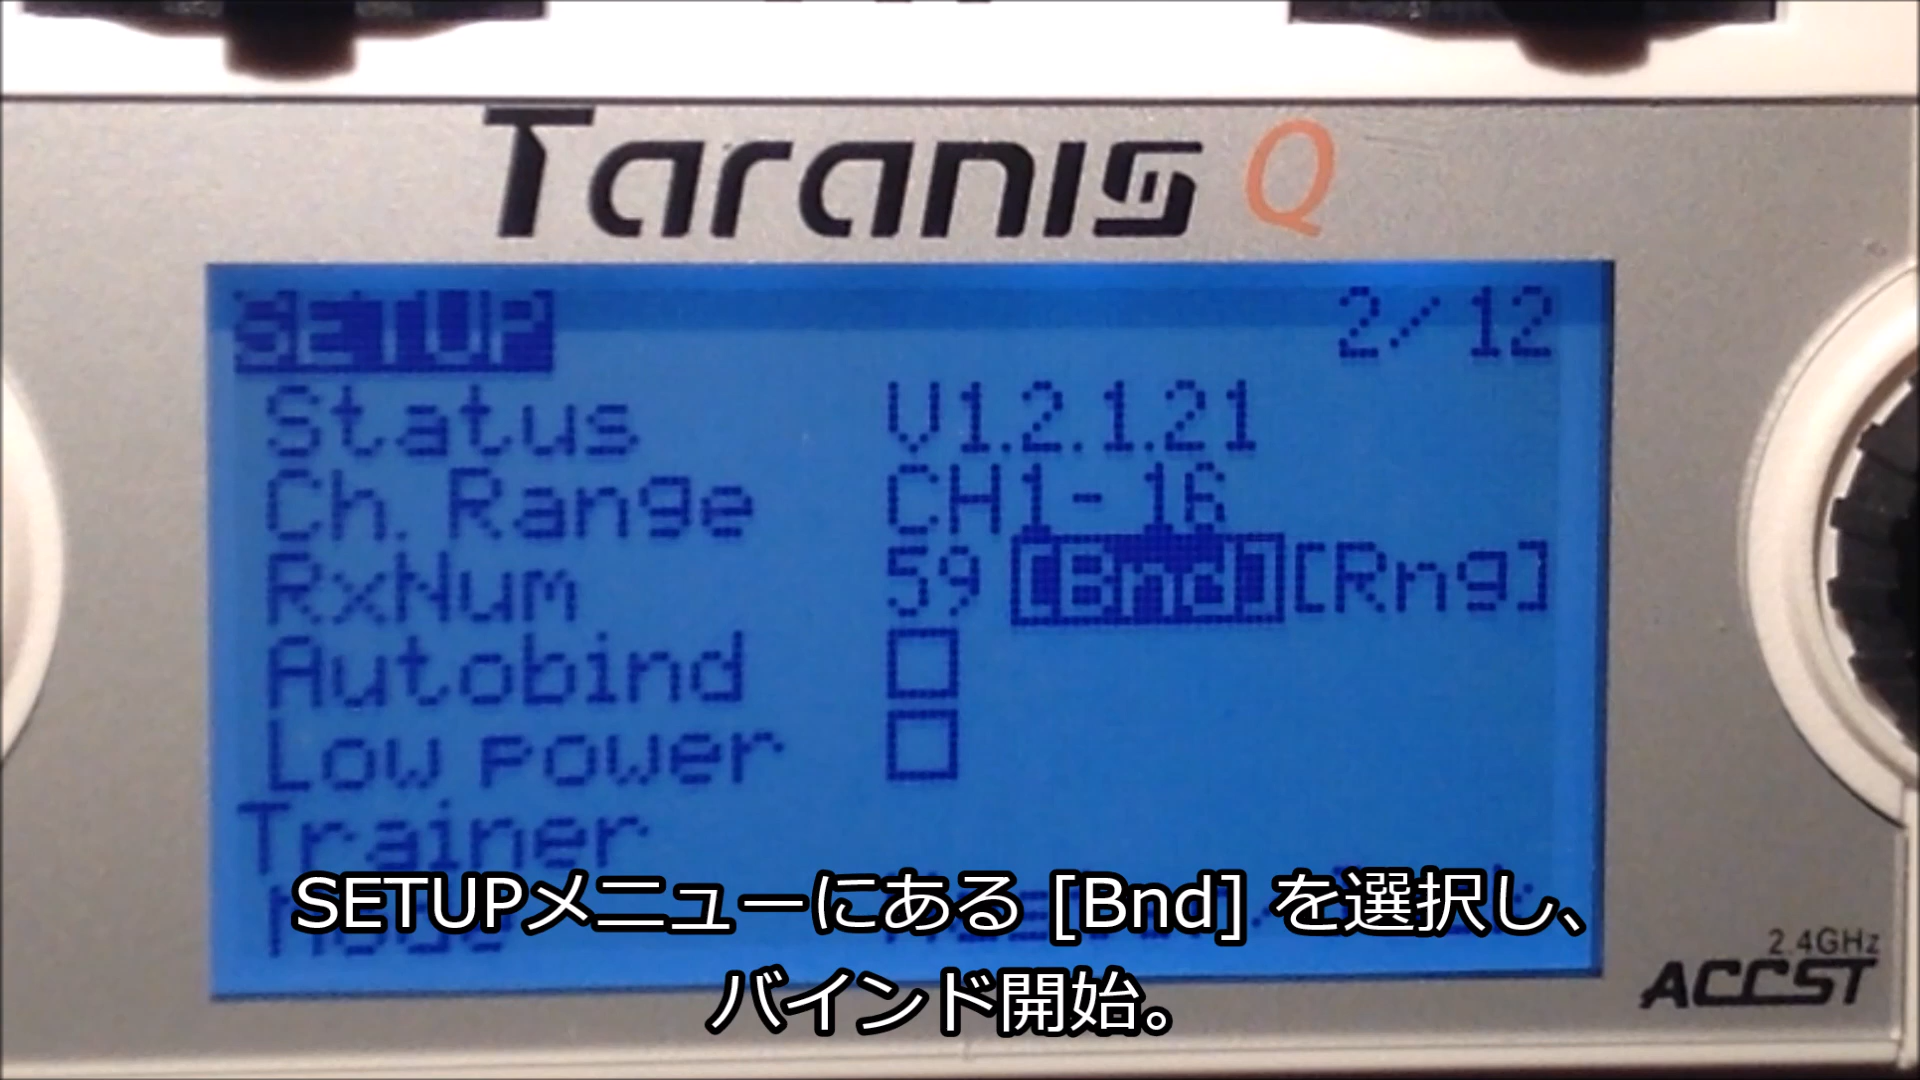 Taranis Q
SETUP 2/12
Status V1.2.1.21
Ch. Range CH1-16
RxNum 59 [Bnd] [Rng]
Autobind
Low power
Trainer
Mode
SETUPメニューにある [Bnd] を選択し、
バインド開始。
2.4GHz
ACCST